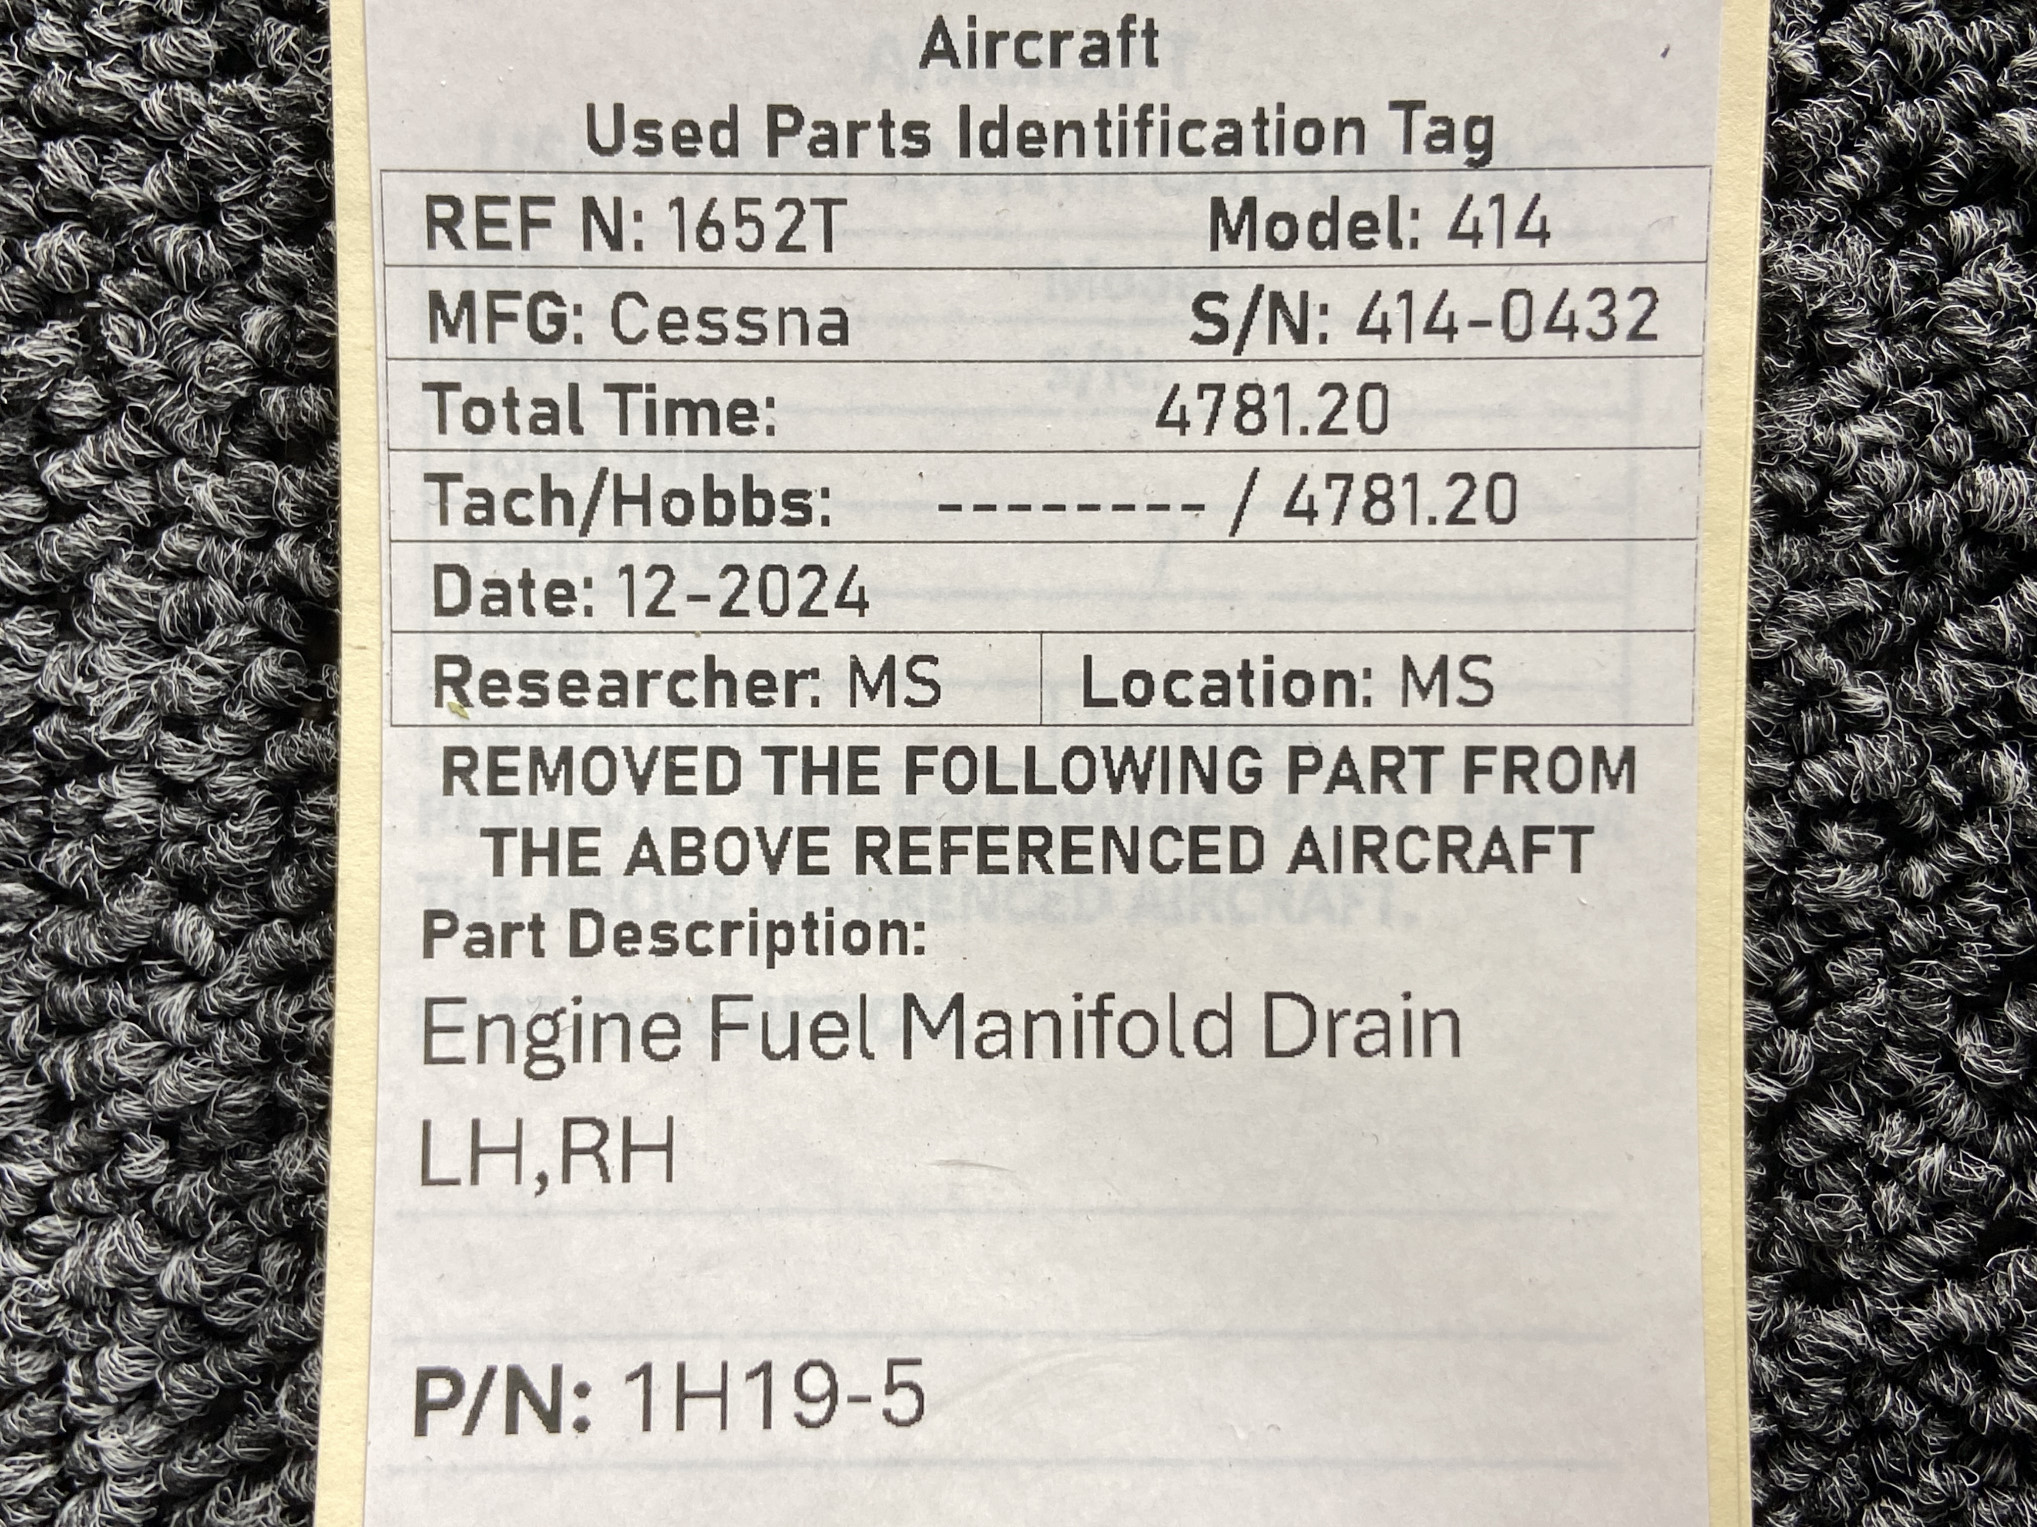 Aircraft
Used Parts Identification Tag
REF N: 1652T Model: 414
MFG: Cessna S/N: 414-0432
Total Time: 4781.20
Tach/Hobbs: -------- / 4781.20
Date: 12-2024
Researcher: MS Location: MS
REMOVED THE FOLLOWING PART FROM
THE ABOVE REFERENCED AIRCRAFT
Part Description:
Engine Fuel Manifold Drain
LH,RH
P/N: 1H19-5